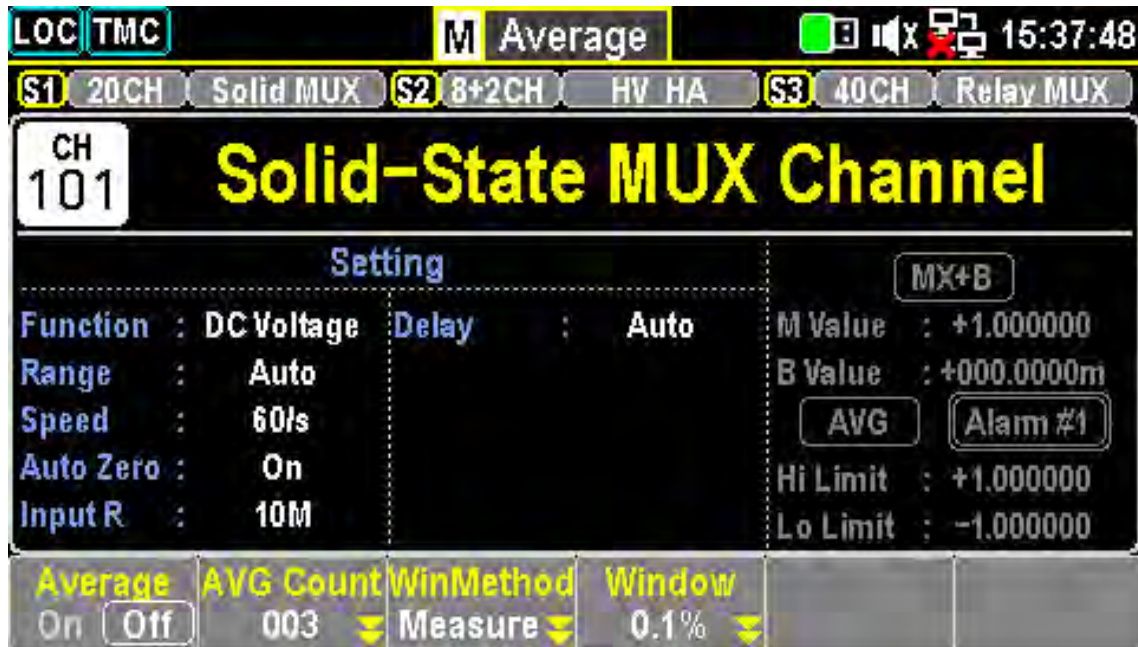 LOC TMC M Average x 15:37:48
S1 20CH Solid MUX S2 8+2CH HV HA S3 40CH Relay MUX
CH
101
Solid-State MUX Channel
Setting
Function : DC Voltage
Range : Auto
Speed : 60/s
Auto Zero : On
Input R : 10M
Delay : Auto
MX+B
M Value : +1.000000
B Value : +000.0000m
AVG Alarm #1
Hi Limit : +1.000000
Lo Limit : -1.000000
Average
On Off
AVG Count
003
WinMethod
Measure
Window
0.1%